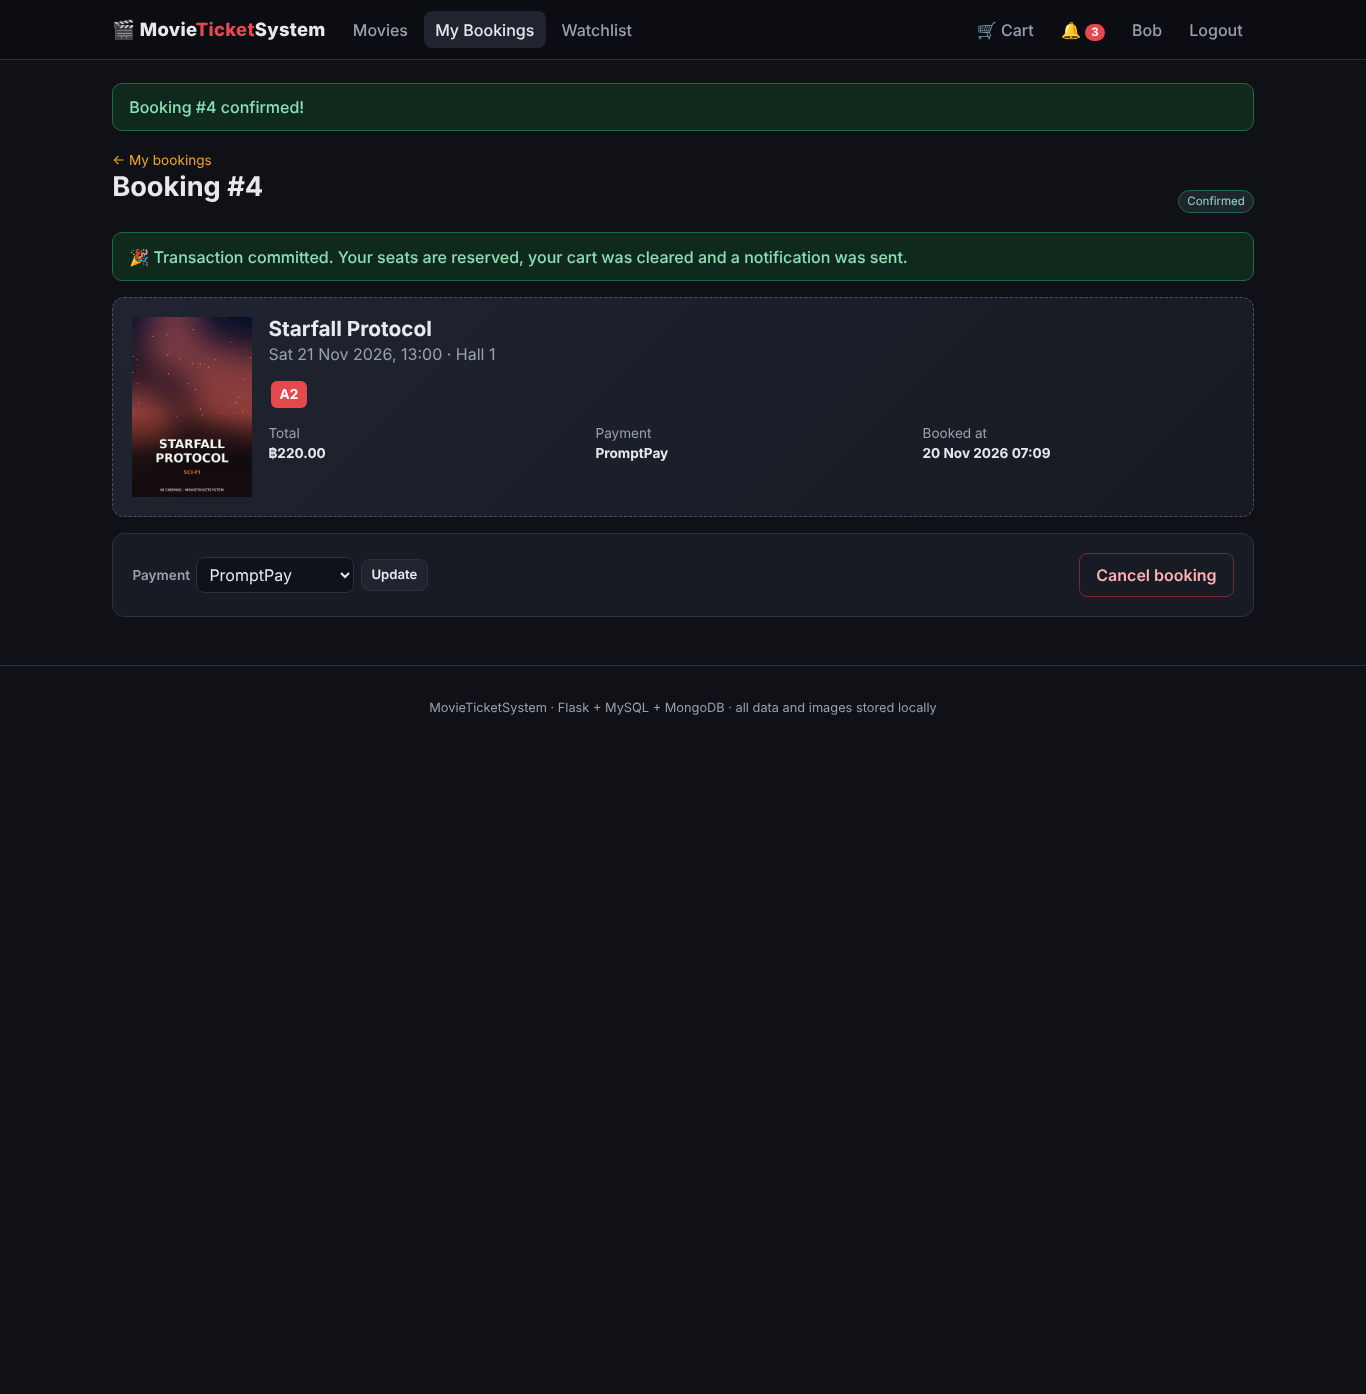 🎬 MovieTicketSystem Movies My Bookings Watchlist 🛒 Cart 🔔 3 Bob Logout
Booking #4 confirmed!
← My bookings
Booking #4
Confirmed
🎉 Transaction committed. Your seats are reserved, your cart was cleared and a notification was sent.
Starfall Protocol
Sat 21 Nov 2026, 13:00 · Hall 1
A2
Total Payment Booked at
฿220.00 PromptPay 20 Nov 2026 07:09
STARFALL
PROTOCOL
SCI-FI
Payment PromptPay Update Cancel booking
MovieTicketSystem · Flask + MySQL + MongoDB · all data and images stored locally